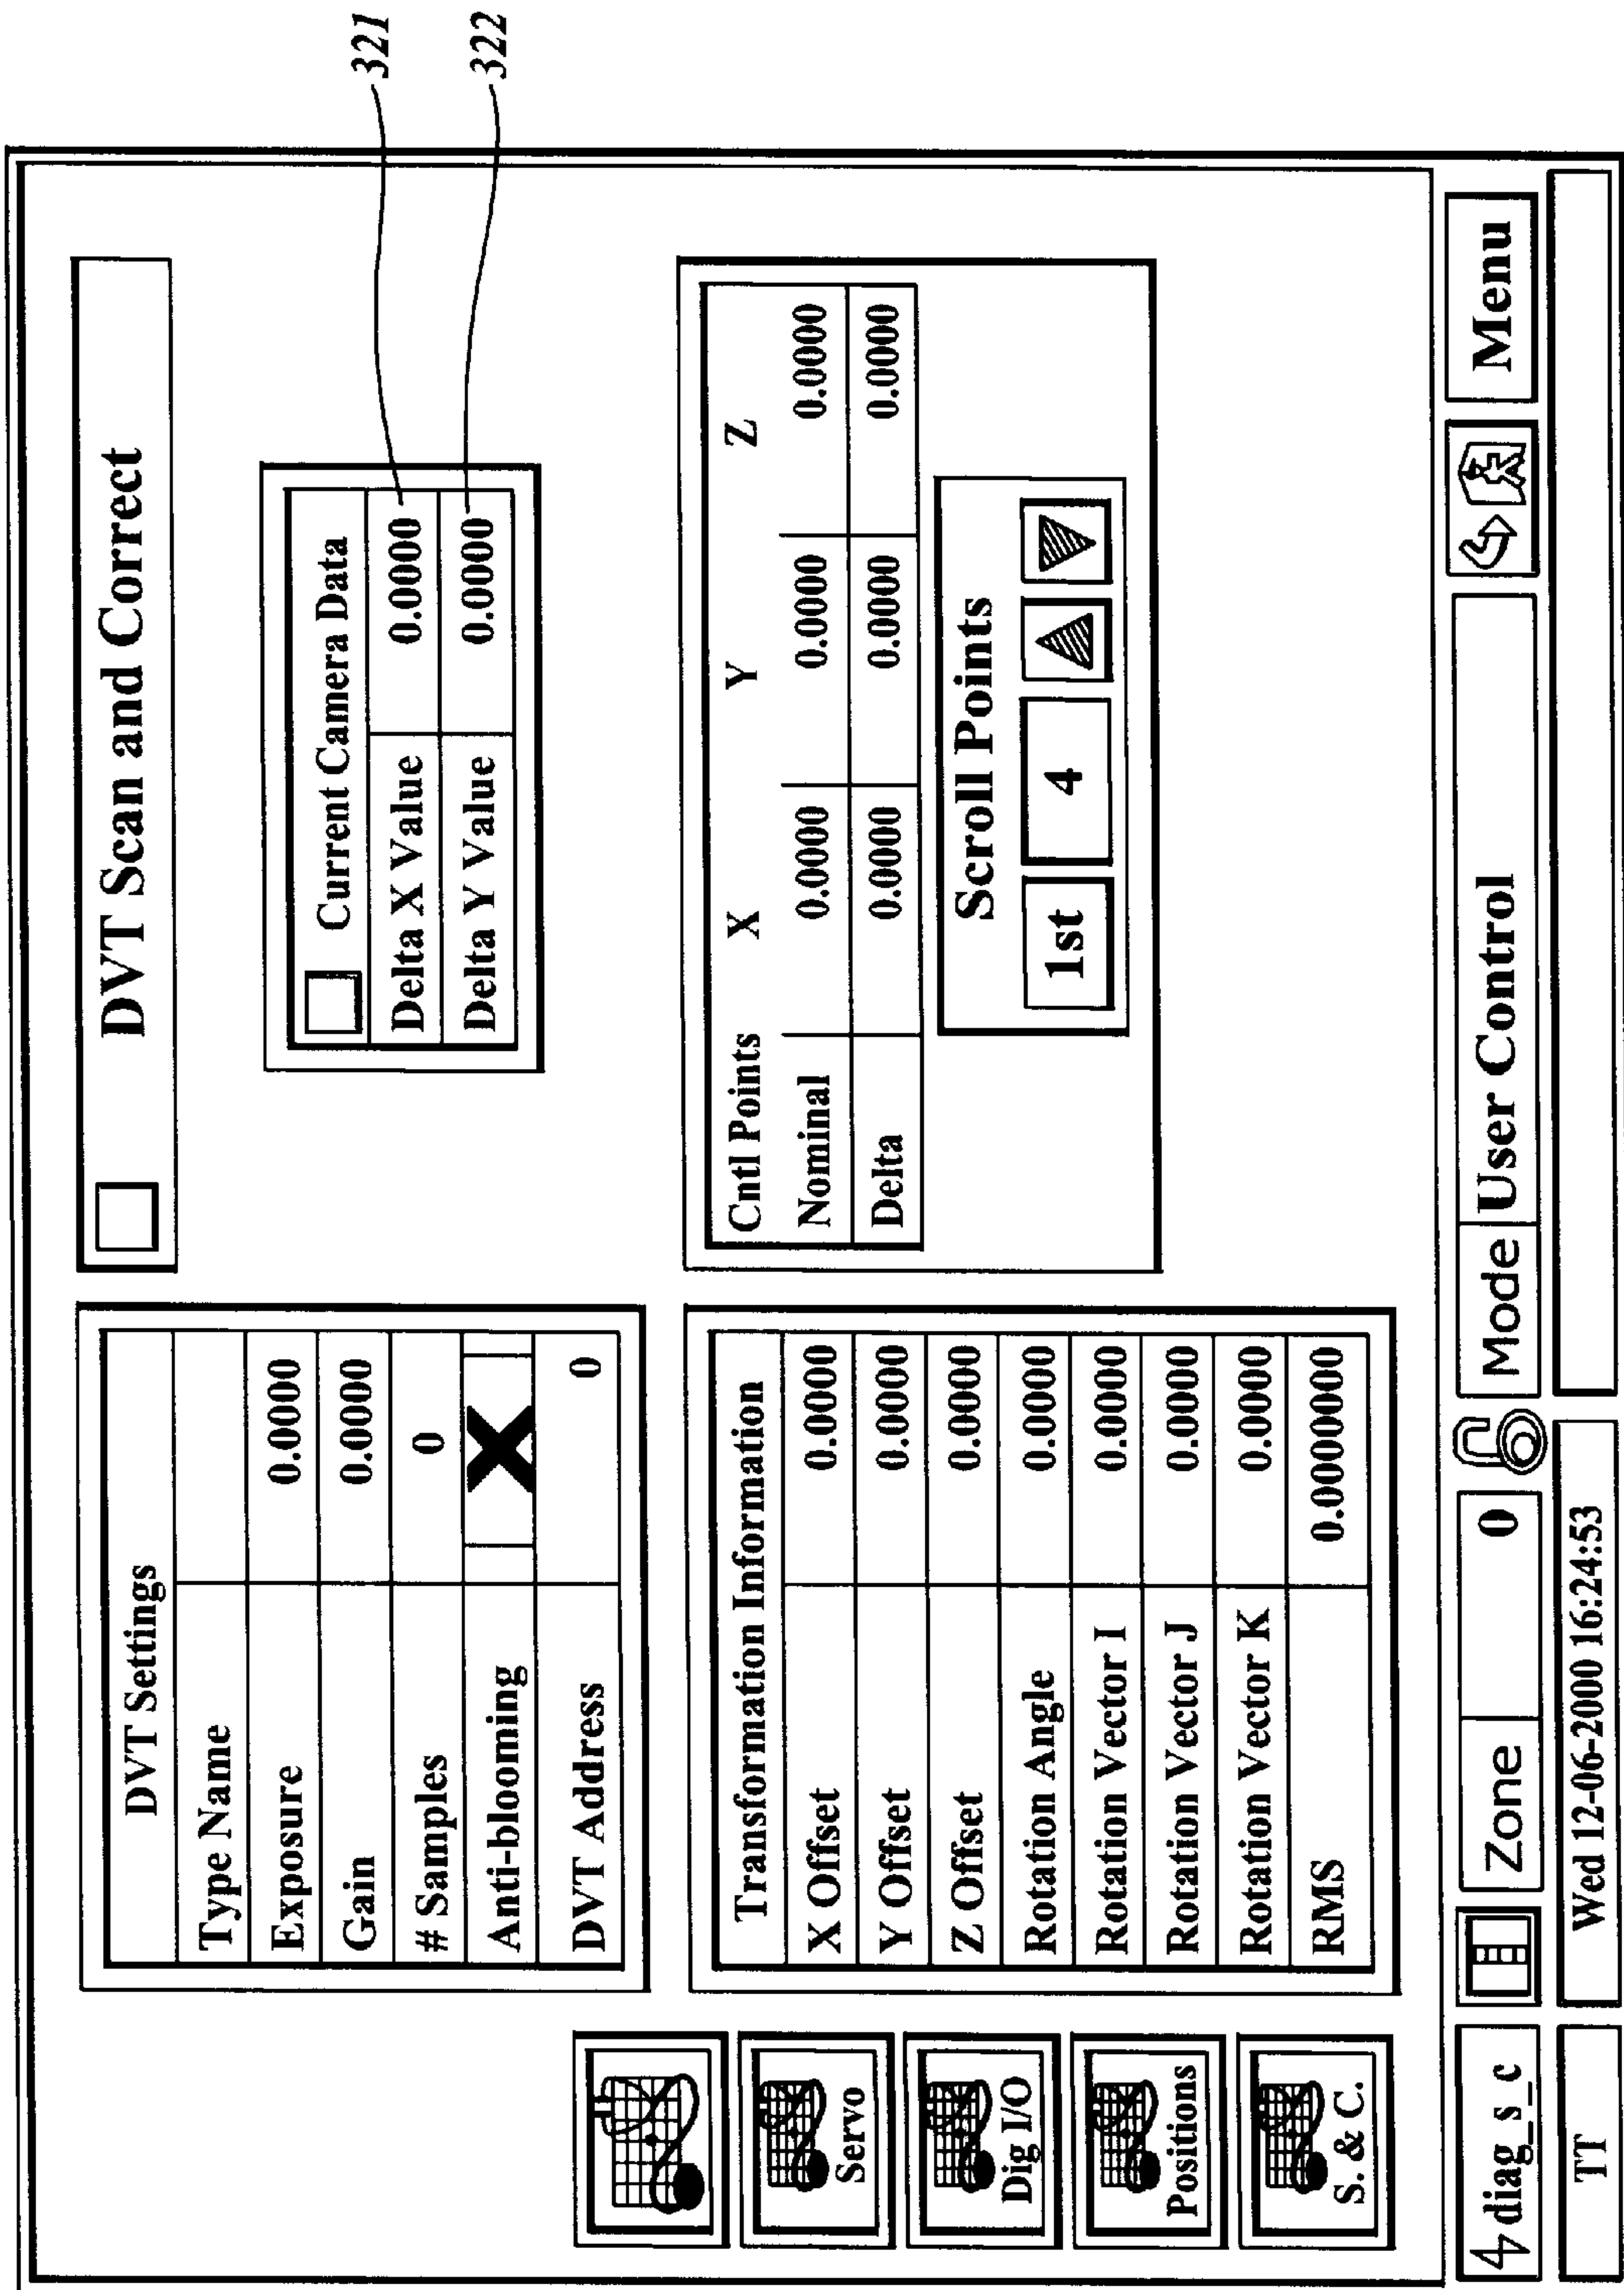 DVT Settings
Type Name
Exposure 0.0000
Gain 0.0000
# Samples 0
Anti-blooming
DVT Address 0
DVT Scan and Correct
Current Camera Data
Delta X Value 0.0000
Delta Y Value 0.0000
321
322
Servo
Dig I/O
Positions
S. & C.
Transformation Information
X Offset 0.0000
Y Offset 0.0000
Z Offset 0.0000
Rotation Angle 0.0000
Rotation Vector I 0.0000
Rotation Vector J 0.0000
Rotation Vector K 0.0000
RMS 0.0000000
Cntl Points X Y Z
Nominal 0.0000 0.0000 0.0000
Delta 0.0000 0.0000 0.0000
Scroll Points
1st 4
diag_s_c Zone 0 Mode User Control Menu
TT Wed 12-06-2000 16:24:53